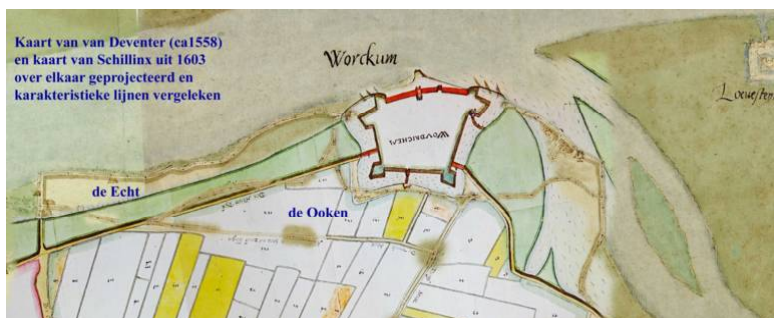 Kaart van van Deventer (ca1558)
en kaart van Schillinx uit 1603
over elkaar geprojecteerd en
karakteristieke lijnen vergeleken
Worckum
WOVDRICHEM
de Echt
de Ooken